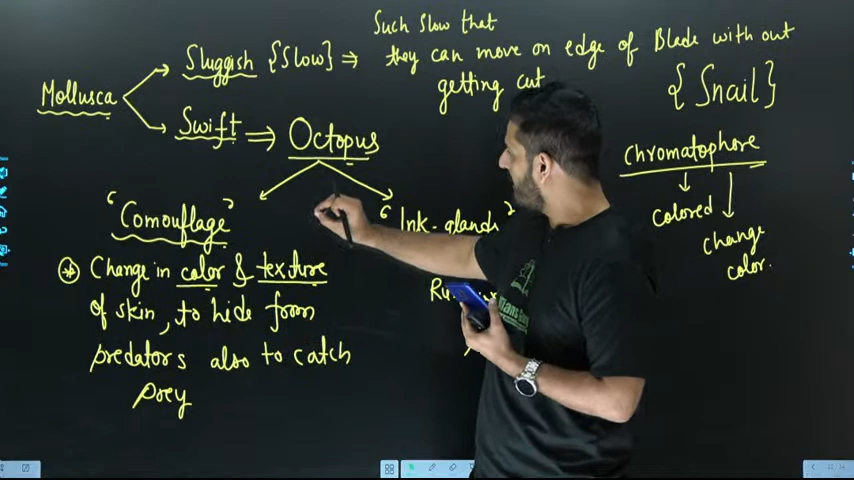 Such slow that
Mollusca
Sluggish {Slow} ⇒ they can move on edge of Blade with out
getting cut
{Snail}
Swift ⇒ Octopus
chromatophore
colored
change
color.
"Comouflage"
"Ink-glands"
* Change in color & texture
of skin, to hide from
predators also to catch
prey